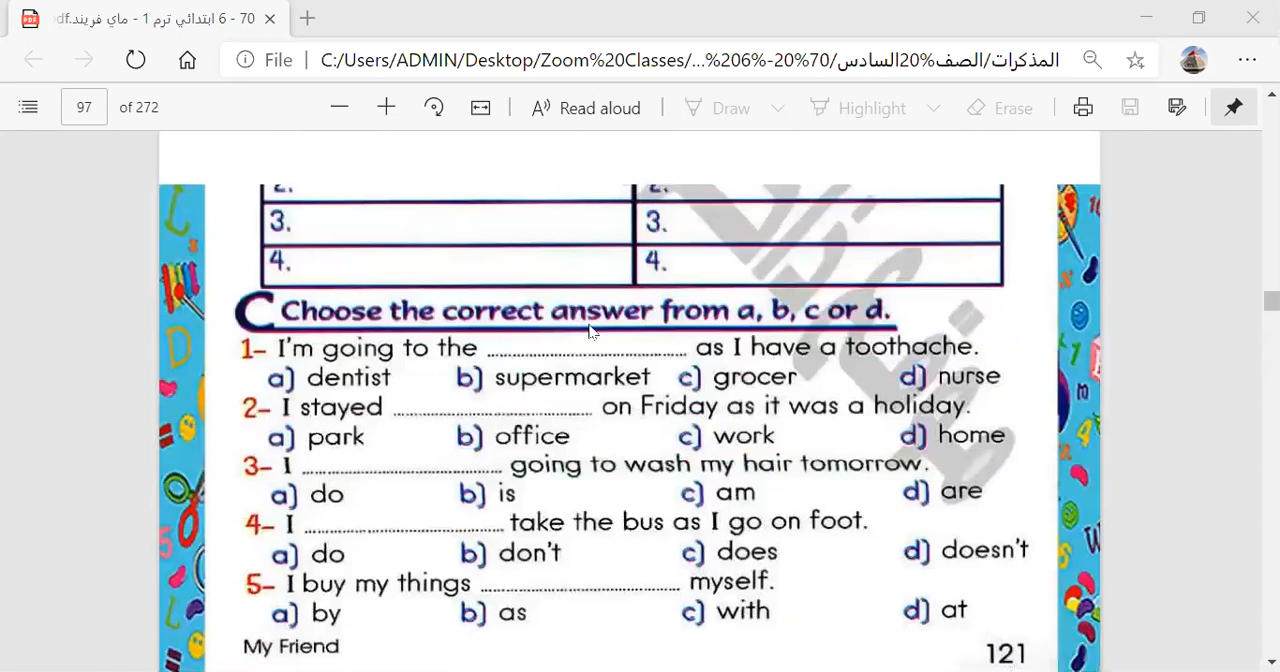 70 - 6 ابتدائي ترم 1 - ماي فريند.pdf
File C:/Users/ADMIN/Desktop/Zoom%20Classes/...المذكرات/الصف%20السادس/70%20-%206%
97 of 272 Read aloud Draw Highlight Erase
2. 2.
3. 3.
4. 4.
C Choose the correct answer from a, b, c or d.
1- I'm going to the .................... as I have a toothache.
a) dentist b) supermarket c) grocer d) nurse
2- I stayed .................... on Friday as it was a holiday.
a) park b) office c) work d) home
3- I .................... going to wash my hair tomorrow.
a) do b) is c) am d) are
4- I .................... take the bus as I go on foot.
a) do b) don't c) does d) doesn't
5- I buy my things .................... myself.
a) by b) as c) with d) at
My Friend 121